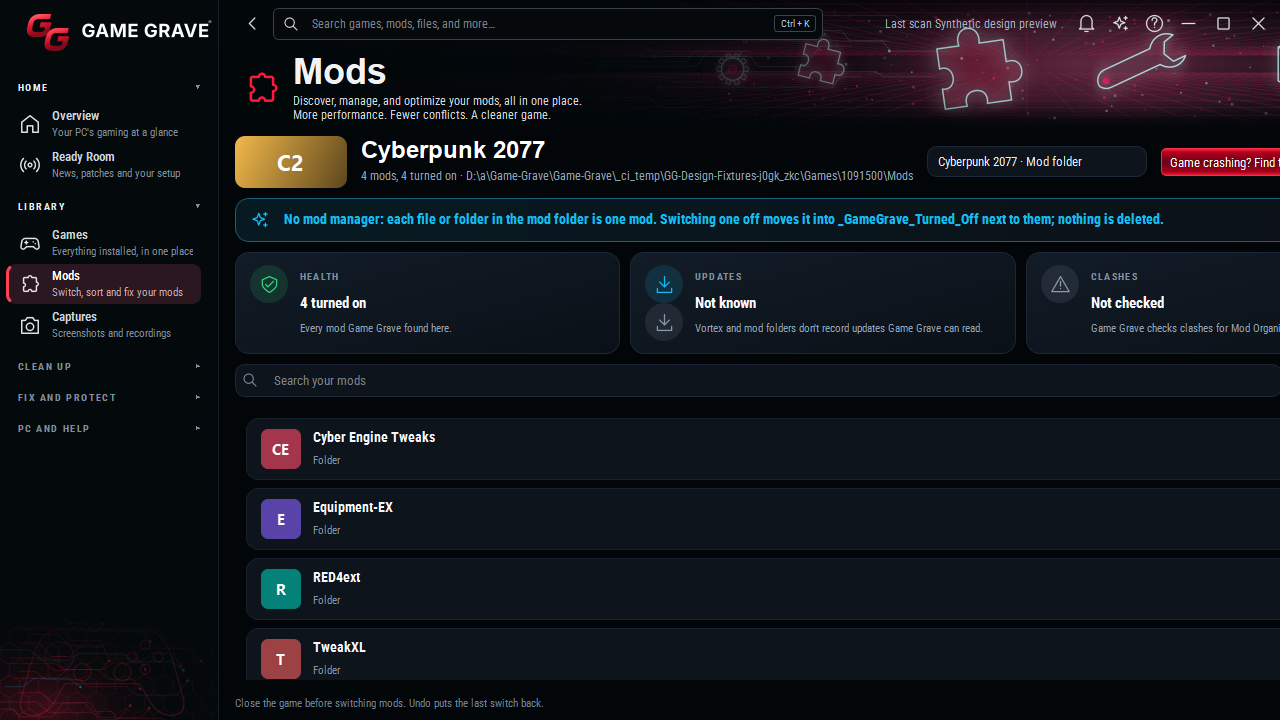 GG GAME GRAVE
Search games, mods, files, and more...
Ctrl + K
Last scan Synthetic design preview
HOME
Overview
Your PC's gaming at a glance
Ready Room
News, patches and your setup
LIBRARY
Games
Everything installed, in one place
Mods
Switch, sort and fix your mods
Captures
Screenshots and recordings
CLEAN UP
FIX AND PROTECT
PC AND HELP
Mods
Discover, manage, and optimize your mods, all in one place.
More performance. Fewer conflicts. A cleaner game.
C2
Cyberpunk 2077
4 mods, 4 turned on · D:\a\Game-Grave\Game-Grave\_ci_temp\GG-Design-Fixtures-j0gk_zkc\Games\1091500\Mods
Cyberpunk 2077 · Mod folder
Game crashing? Find
No mod manager: each file or folder in the mod folder is one mod. Switching one off moves it into _GameGrave_Turned_Off next to them; nothing is deleted.
HEALTH
4 turned on
Every mod Game Grave found here.
UPDATES
Not known
Vortex and mod folders don't record updates Game Grave can read.
CLASHES
Not checked
Game Grave checks clashes for Mod Organi
Search your mods
CE
Cyber Engine Tweaks
Folder
E
Equipment-EX
Folder
R
RED4ext
Folder
T
TweakXL
Folder
Close the game before switching mods. Undo puts the last switch back.